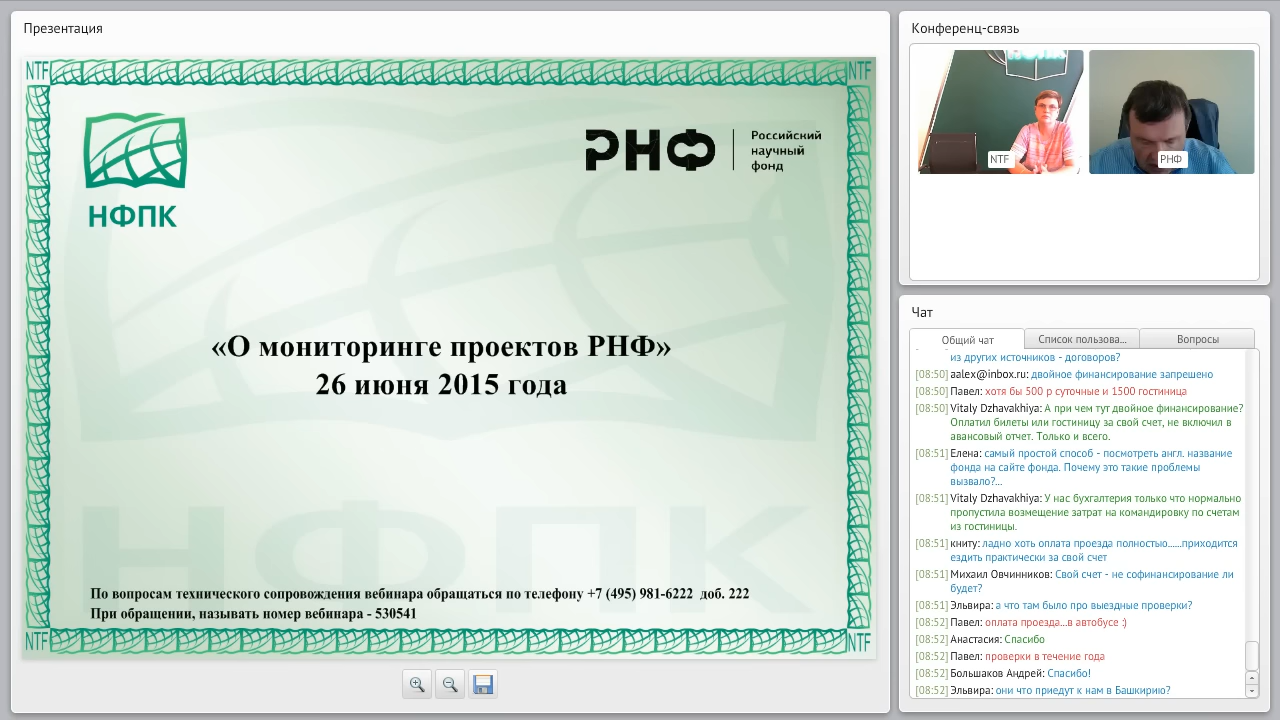 Презентация
NTF
NTF
НФПК
РНФ
Российский
научный
фонд
«О мониторинге проектов РНФ»
26 июня 2015 года
НФПК
По вопросам технического сопровождения вебинара обращаться по телефону +7 (495) 981-6222 доб. 222
При обращении, называть номер вебинара - 530541
NTF
NTF
Конференц-связь
NTF
РНФ
Чат
Общий чат
Список пользова...
Вопросы
из других источников - договоров?
[08:50] aalex@inbox.ru: двойное финансирование запрешено
[08:50] Павел: хотя бы 500 р суточные и 1500 гостиница
[08:50] Vitaly Dzhavakhiya: А при чем тут двойное финансирование?
Оплатил билеты или гостиницу за свой счет, не включил в
авансовый отчет. Только и всего.
[08:51] Елена: самый простой способ - посмотреть англ. название
фонда на сайте фонда. Почему это такие проблемы
вызвало?...
[08:51] Vitaly Dzhavakhiya: У нас бухгалтерия только что нормально
пропустила возмещение затрат на командировку по счетам
из гостиницы.
[08:51] книту: ладно хоть оплата проезда полностью......приходится
ездить практически за свой счет
[08:51] Михаил Овчинников: Свой счет - не софинансирование ли
будет?
[08:51] Эльвира: а что там было про выездные проверки?
[08:52] Павел: оплата проезда...в автобусе :)
[08:52] Анастасия: Спасибо
[08:52] Павел: проверки в течение года
[08:52] Большаков Андрей: Спасибо!
[08:52] Эльвира: они что приедут к нам в Башкирию?